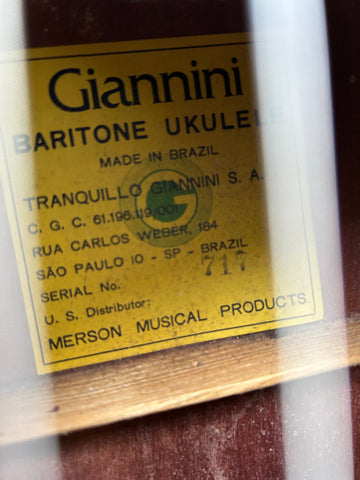 Giannini
BARITONE UKULELE
MADE IN BRAZIL
TRANQUILLO GIANNINI S. A.
C. G. C. 61.196.119/001
RUA CARLOS WEBER, 184
SÃO PAULO 10 - SP - BRAZIL
SERIAL No. 717
U. S. Distributor:
MERSON MUSICAL PRODUCTS
G